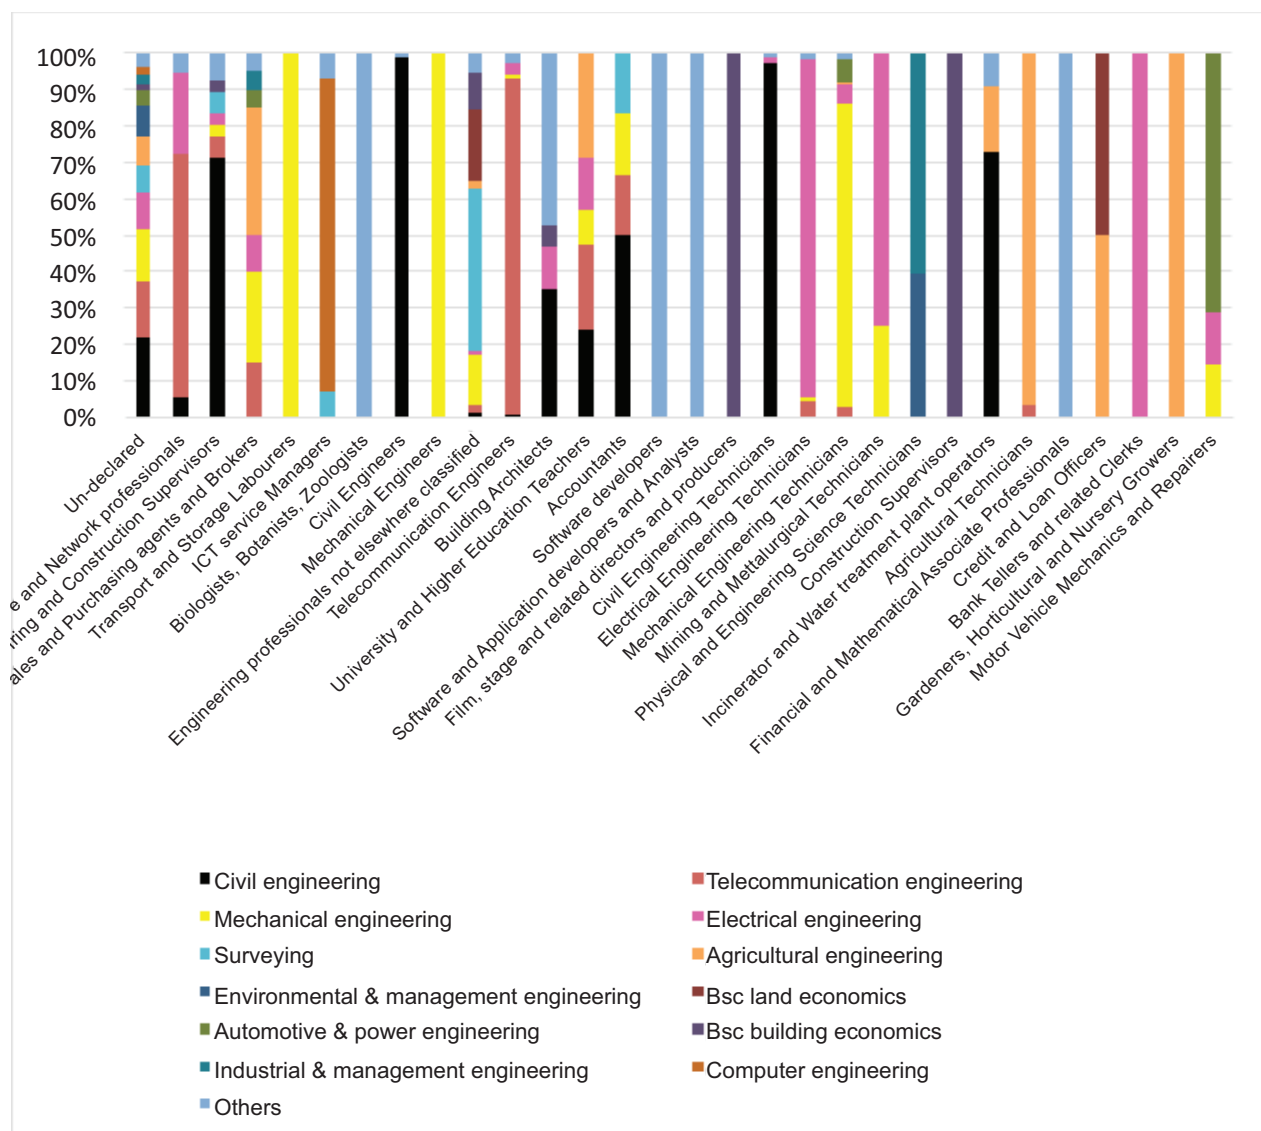 100%
90%
80%
70%
60%
50%
40%
30%
20%
10%
0%
Un-declared
e and Network professionals
ring and Construction Supervisors
ales and Purchasing agents and Brokers
Transport and Storage Labourers
ICT service Managers
Biologists, Botanists, Zoologists
Civil Engineers
Mechanical Engineers
Engineering professionals not elsewhere classified
Telecommunication Engineers
Building Architects
University and Higher Education Teachers
Accountants
Software developers
Software and Application developers and Analysts
Film, stage and related directors and producers
Civil Engineering Technicians
Electrical Engineering Technicians
Mechanical Engineering Technicians
Mining and Metallurgical Technicians
Physical and Engineering Science Technicians
Construction Supervisors
Incinerator and Water treatment plant operators
Agricultural Technicians
Financial and Mathematical Associate Professionals
Credit and Loan Officers
Bank Tellers and related Clerks
Gardeners, Horticultural and Nursery Growers
Motor Vehicle Mechanics and Repairers
Civil engineering
Telecommunication engineering
Mechanical engineering
Electrical engineering
Surveying
Agricultural engineering
Environmental & management engineering
Bsc land economics
Automotive & power engineering
Bsc building economics
Industrial & management engineering
Computer engineering
Others